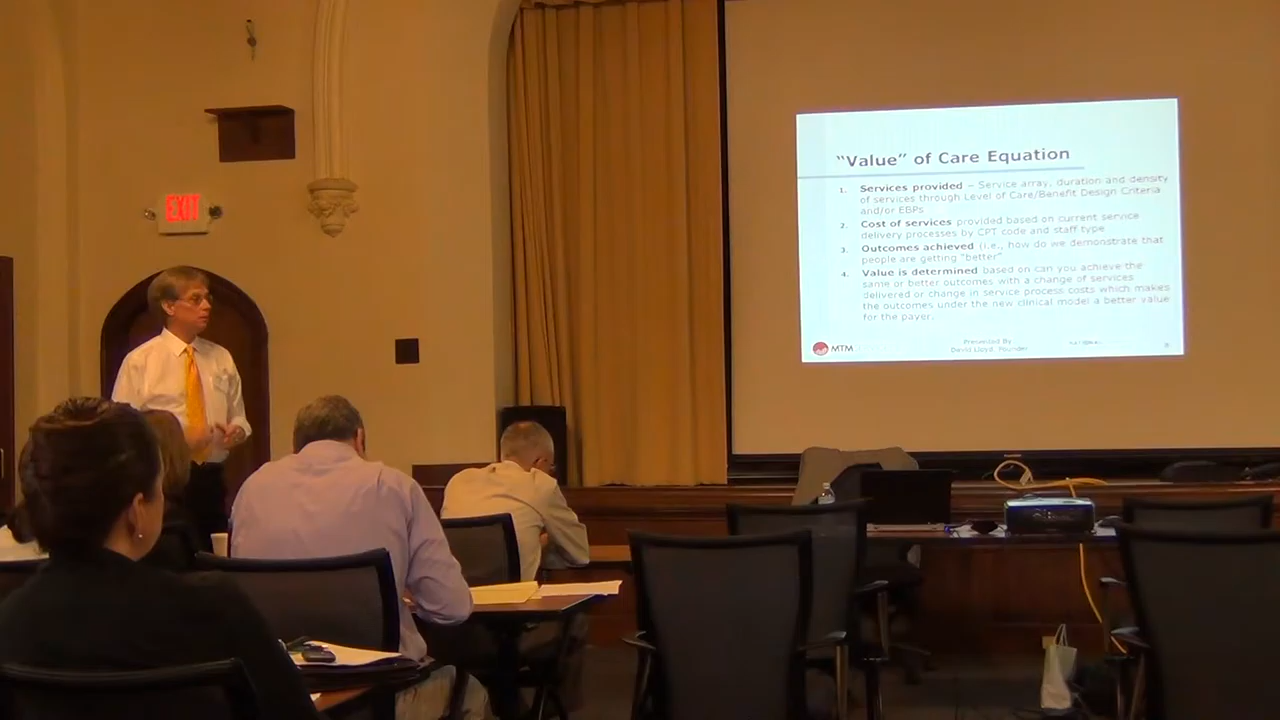 EXIT
"Value" of Care Equation
1. Services provided – Service array, duration and density
of services through Level of Care/Benefit Design Criteria
and/or EBPs
2. Cost of services provided based on current service
delivery processes by CPT code and staff type
3. Outcomes achieved (i.e., how do we demonstrate that
people are getting "better"
4. Value is determined based on can you achieve the
same or better outcomes with a change of services
delivered or change in service process costs which makes
the outcomes under the new clinical model a better value
for the payer.
MTM
Presented By
David Lloyd, Founder